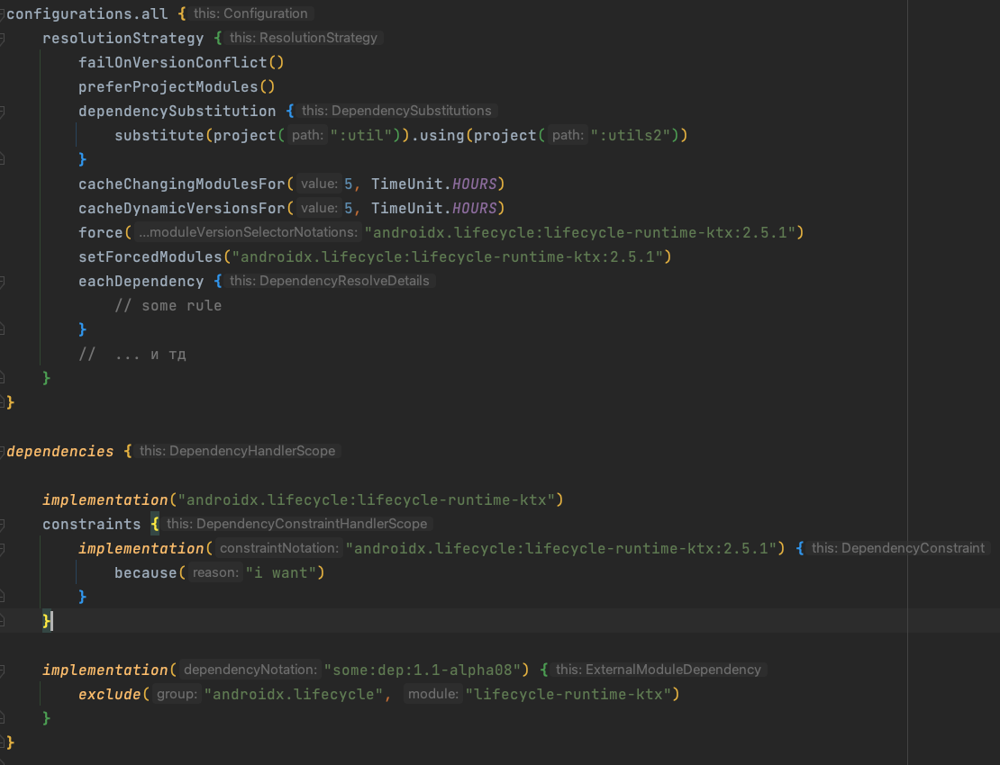 configurations.all { this: Configuration
resolutionStrategy { this: ResolutionStrategy
failOnVersionConflict()
preferProjectModules()
dependencySubstitution { this: DependencySubstitutions
substitute(project( path: ":util")).using(project( path: ":utils2"))
}
cacheChangingModulesFor( value: 5, TimeUnit.HOURS)
cacheDynamicVersionsFor( value: 5, TimeUnit.HOURS)
force( ...moduleVersionSelectorNotations: "androidx.lifecycle:lifecycle-runtime-ktx:2.5.1")
setForcedModules("androidx.lifecycle:lifecycle-runtime-ktx:2.5.1")
eachDependency { this: DependencyResolveDetails
// some rule
}
// ... и тд
}
}
dependencies { this: DependencyHandlerScope
implementation("androidx.lifecycle:lifecycle-runtime-ktx")
constraints { this: DependencyConstraintHandlerScope
implementation( constraintNotation: "androidx.lifecycle:lifecycle-runtime-ktx:2.5.1") { this: DependencyConstraint
because( reason: "i want")
}
}
implementation( dependencyNotation: "some:dep:1.1-alpha08") { this: ExternalModuleDependency
exclude( group: "androidx.lifecycle", module: "lifecycle-runtime-ktx")
}
}